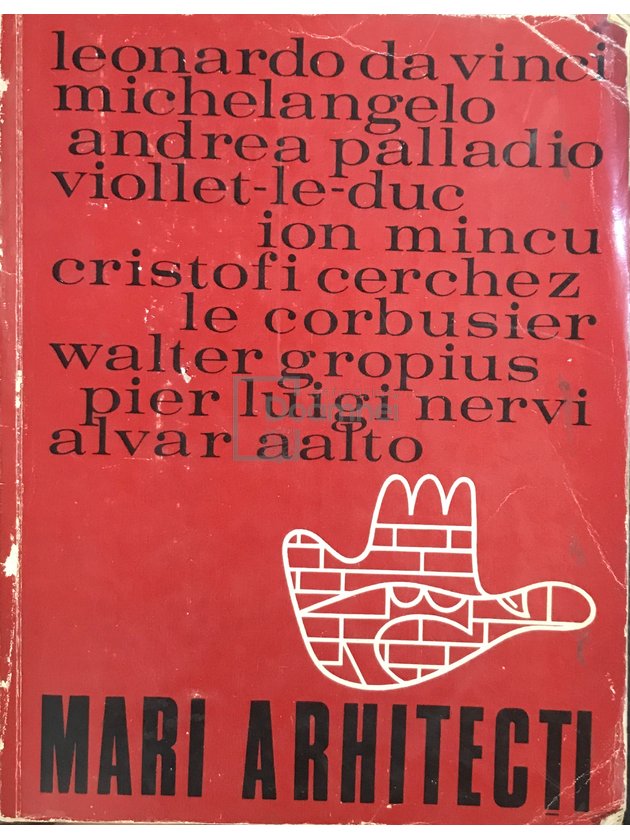 leonardo da vinci
michelangelo
andrea palladio
viollet-le-duc
ion mincu
cristofi cerchez
le corbusier
walter gropius
pier luigi nervi
alvar aalto
MARI ARHITECȚI